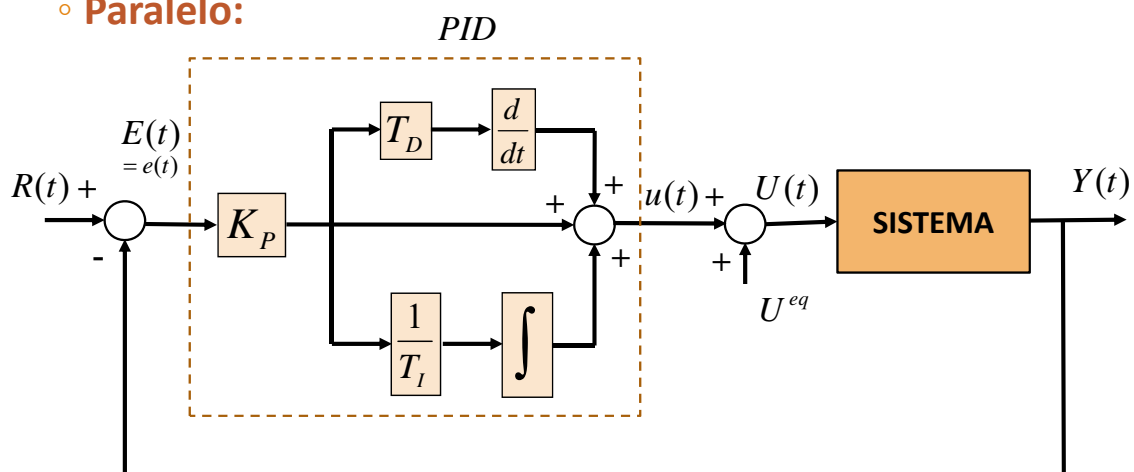 ◦ Paralelo:
PID
E(t)
= e(t)
R(t) +
-
K_P
T_D
d
dt
1
T_I
∫
+
+
+
u(t) +
+
U^{eq}
U(t)
SISTEMA
Y(t)